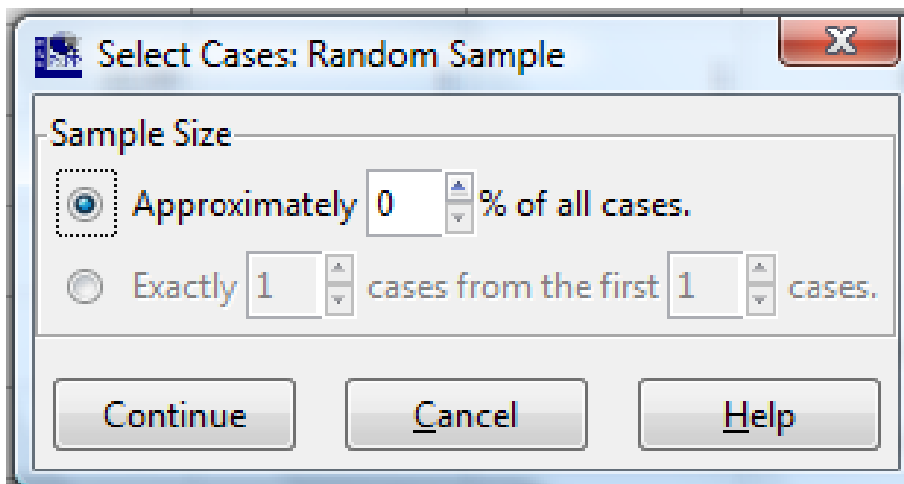 Select Cases: Random Sample
Sample Size
Approximately 0 % of all cases.
Exactly 1 cases from the first 1 cases.
Continue Cancel Help